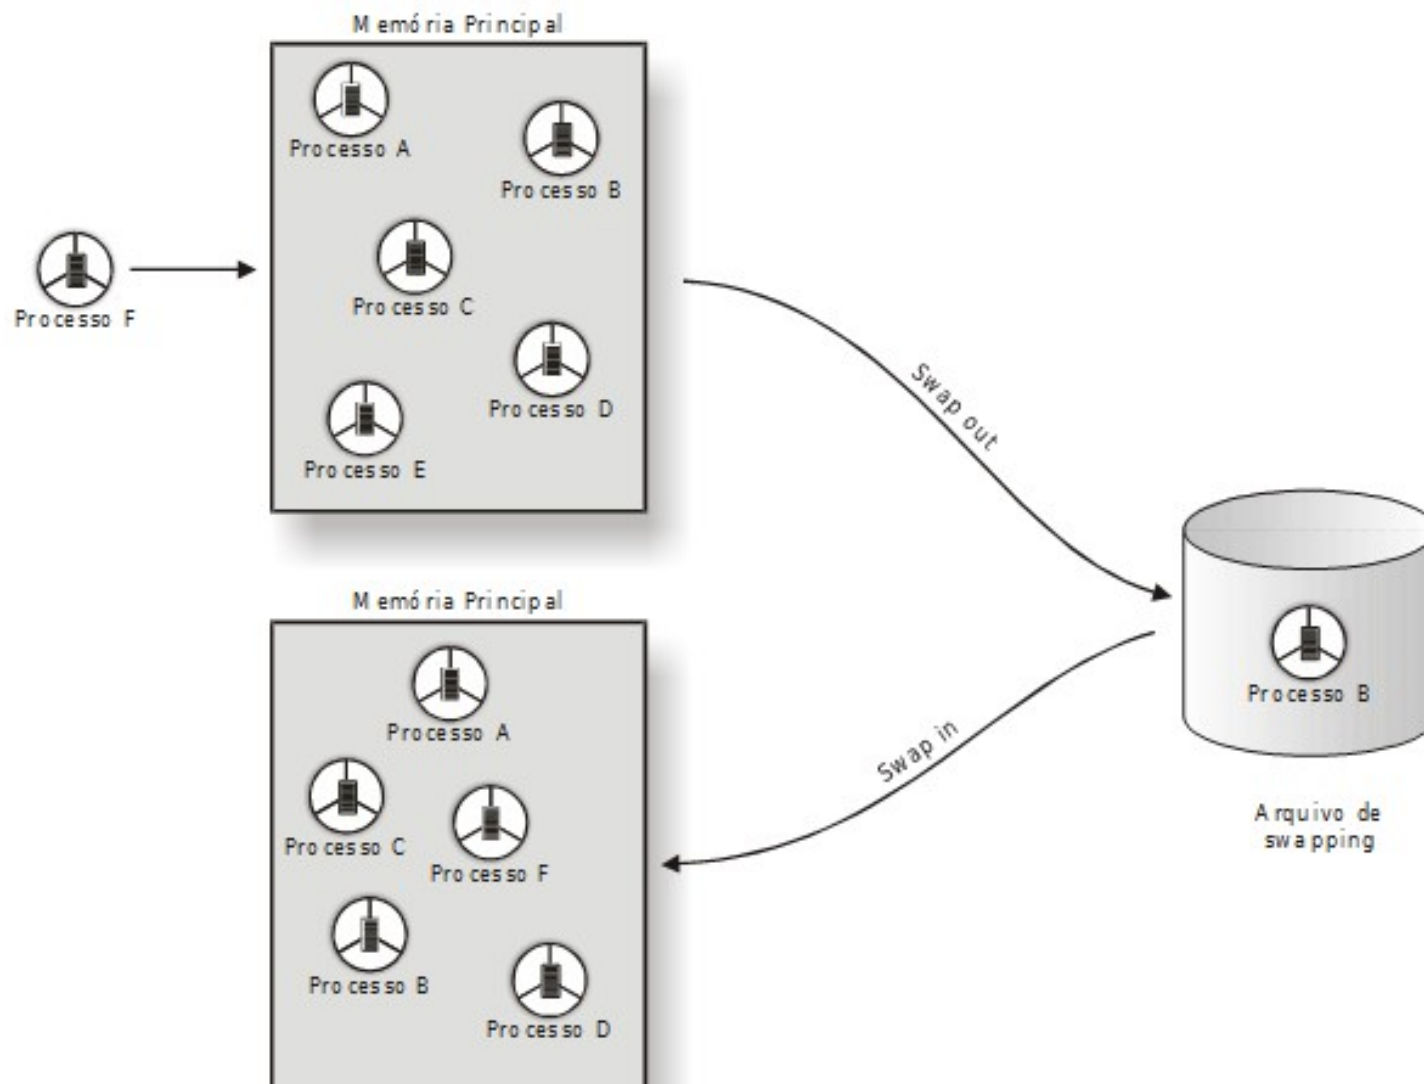 Memória Principal
Processo A
Processo B
Processo C
Processo F
Processo D
Processo E
Swap out
Memória Principal
Processo A
Processo B
Swap in
Processo C
Processo F
Arquivo de
swapping
Processo B
Processo D